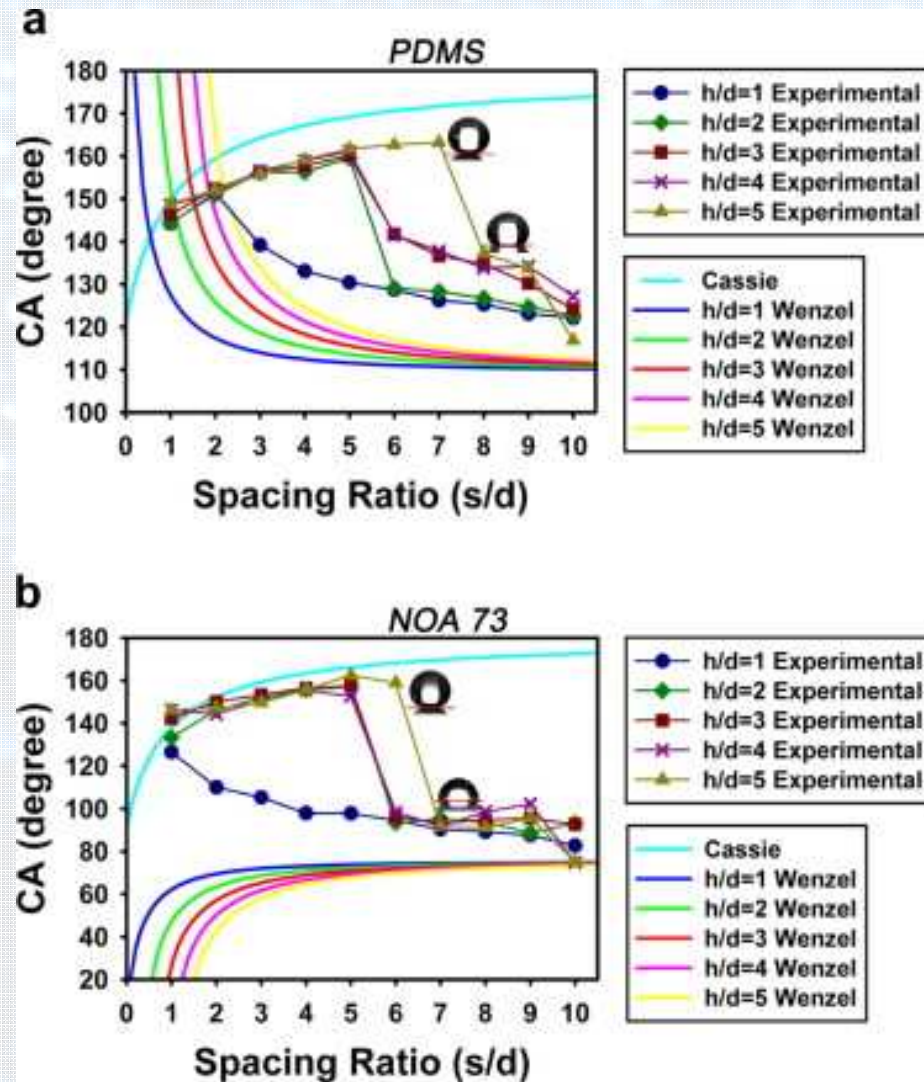 a
PDMS
180
170
160
150
140
130
120
110
100
CA (degree)
0 1 2 3 4 5 6 7 8 9 10
Spacing Ratio (s/d)
h/d=1 Experimental
h/d=2 Experimental
h/d=3 Experimental
h/d=4 Experimental
h/d=5 Experimental
Cassie
h/d=1 Wenzel
h/d=2 Wenzel
h/d=3 Wenzel
h/d=4 Wenzel
h/d=5 Wenzel
b
NOA 73
180
160
140
120
100
80
60
40
20
CA (degree)
0 1 2 3 4 5 6 7 8 9 10
Spacing Ratio (s/d)
h/d=1 Experimental
h/d=2 Experimental
h/d=3 Experimental
h/d=4 Experimental
h/d=5 Experimental
Cassie
h/d=1 Wenzel
h/d=2 Wenzel
h/d=3 Wenzel
h/d=4 Wenzel
h/d=5 Wenzel